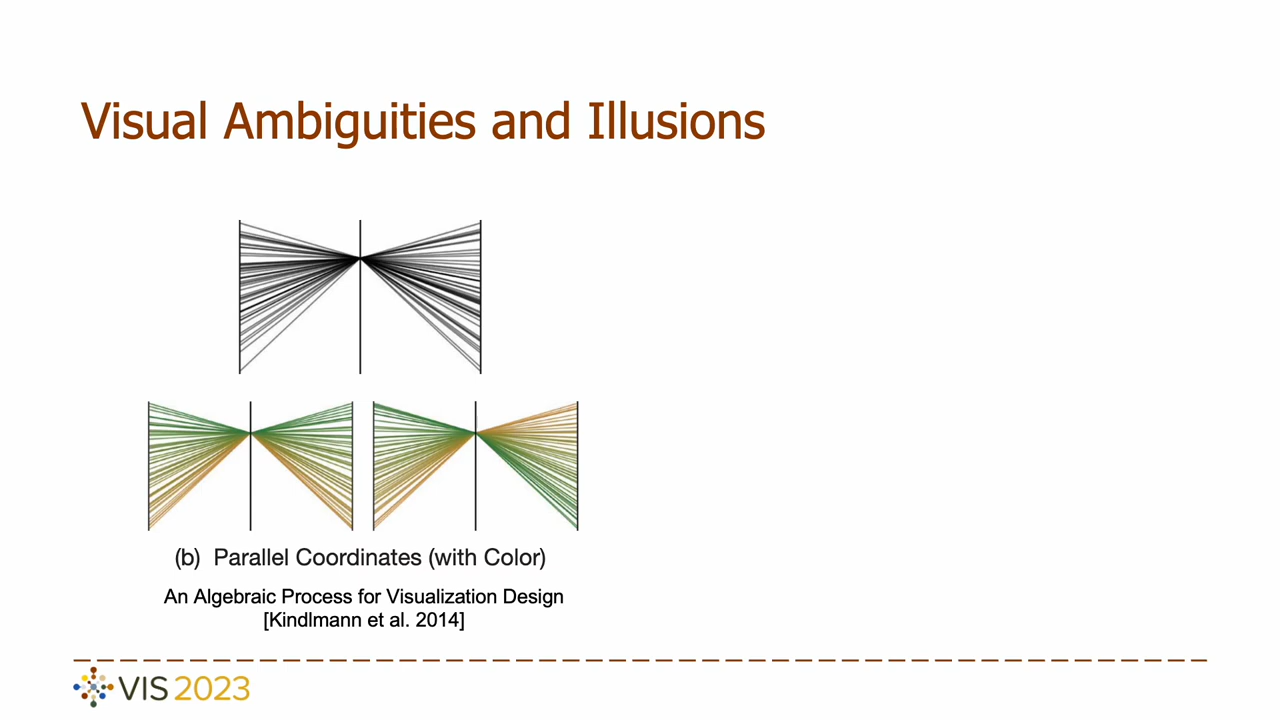 Visual Ambiguities and Illusions
(b) Parallel Coordinates (with Color)
An Algebraic Process for Visualization Design
[Kindlmann et al. 2014]
VIS 2023